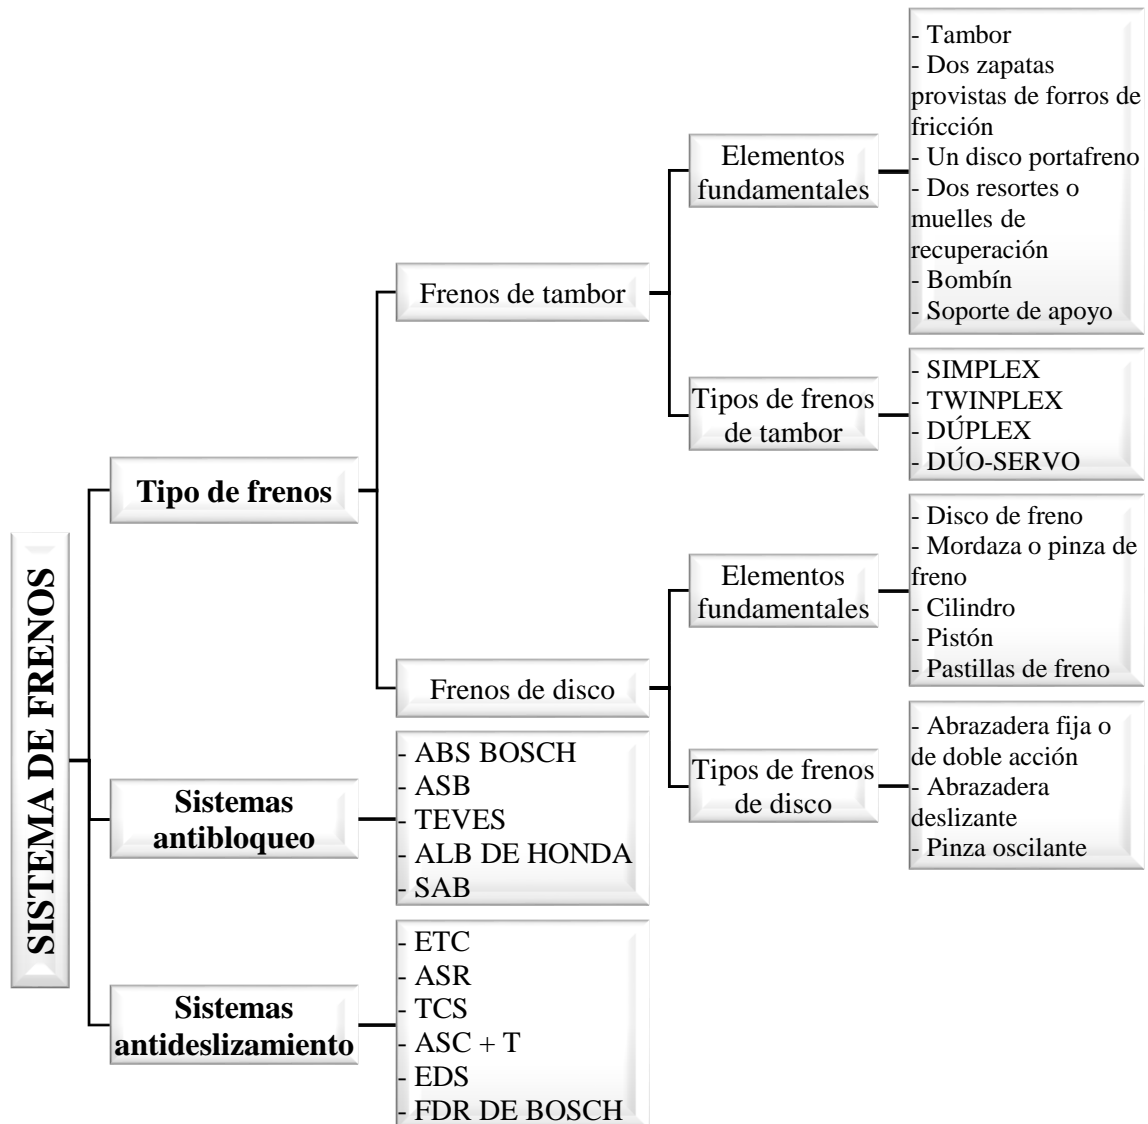 SISTEMA DE FRENOS
Tipo de frenos
Frenos de tambor
Elementos
fundamentales
- Tambor
- Dos zapatas
provistas de forros de
fricción
- Un disco portafreno
- Dos resortes o
muelles de
recuperación
- Bombín
- Soporte de apoyo
Tipos de frenos
de tambor
- SIMPLEX
- TWINPLEX
- DÚPLEX
- DÚO-SERVO
Frenos de disco
Elementos
fundamentales
- Disco de freno
- Mordaza o pinza de
freno
- Cilindro
- Pistón
- Pastillas de freno
Tipos de frenos
de disco
- Abrazadera fija o
de doble acción
- Abrazadera
deslizante
- Pinza oscilante
Sistemas
antibloqueo
- ABS BOSCH
- ASB
- TEVES
- ALB DE HONDA
- SAB
Sistemas
antideslizamiento
- ETC
- ASR
- TCS
- ASC + T
- EDS
- FDR DE BOSCH